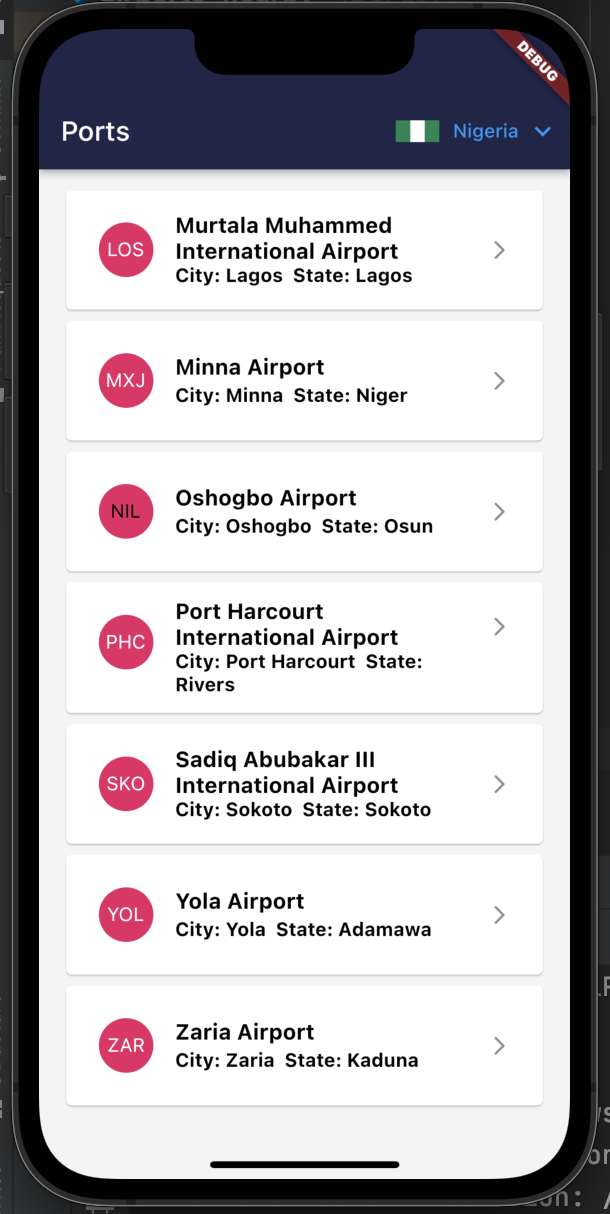 DEBUG
Ports
Nigeria
LOS
Murtala Muhammed
International Airport
City: Lagos  State: Lagos
MXJ
Minna Airport
City: Minna  State: Niger
NIL
Oshogbo Airport
City: Oshogbo  State: Osun
PHC
Port Harcourt
International Airport
City: Port Harcourt  State:
Rivers
SKO
Sadiq Abubakar III
International Airport
City: Sokoto  State: Sokoto
YOL
Yola Airport
City: Yola  State: Adamawa
ZAR
Zaria Airport
City: Zaria  State: Kaduna